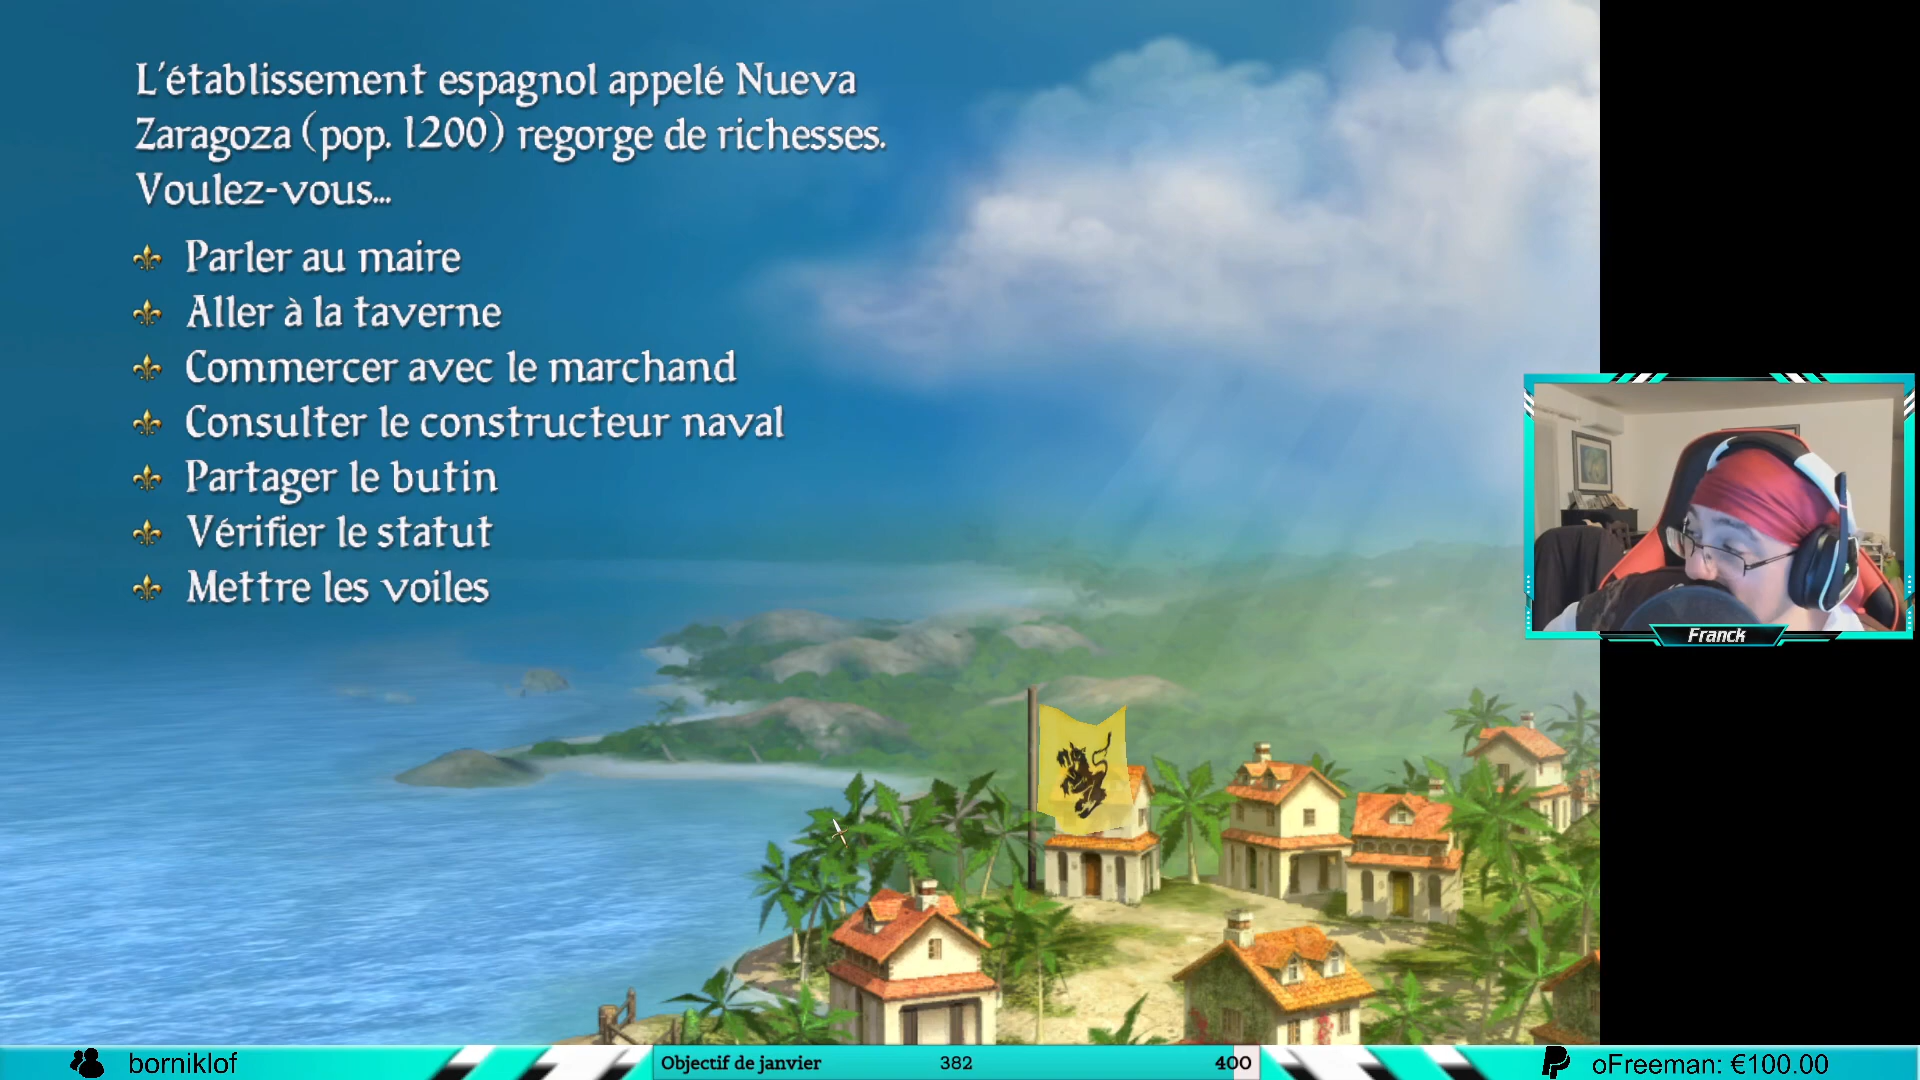 L'établissement espagnol appelé Nueva
Zaragoza (pop. 1200) regorge de richesses.
Voulez-vous...
Parler au maire
Aller à la taverne
Commercer avec le marchand
Consulter le constructeur naval
Partager le butin
Vérifier le statut
Mettre les voiles
Franck
borniklof
Objectif de janvier 382 400
oFreeman: €100.00